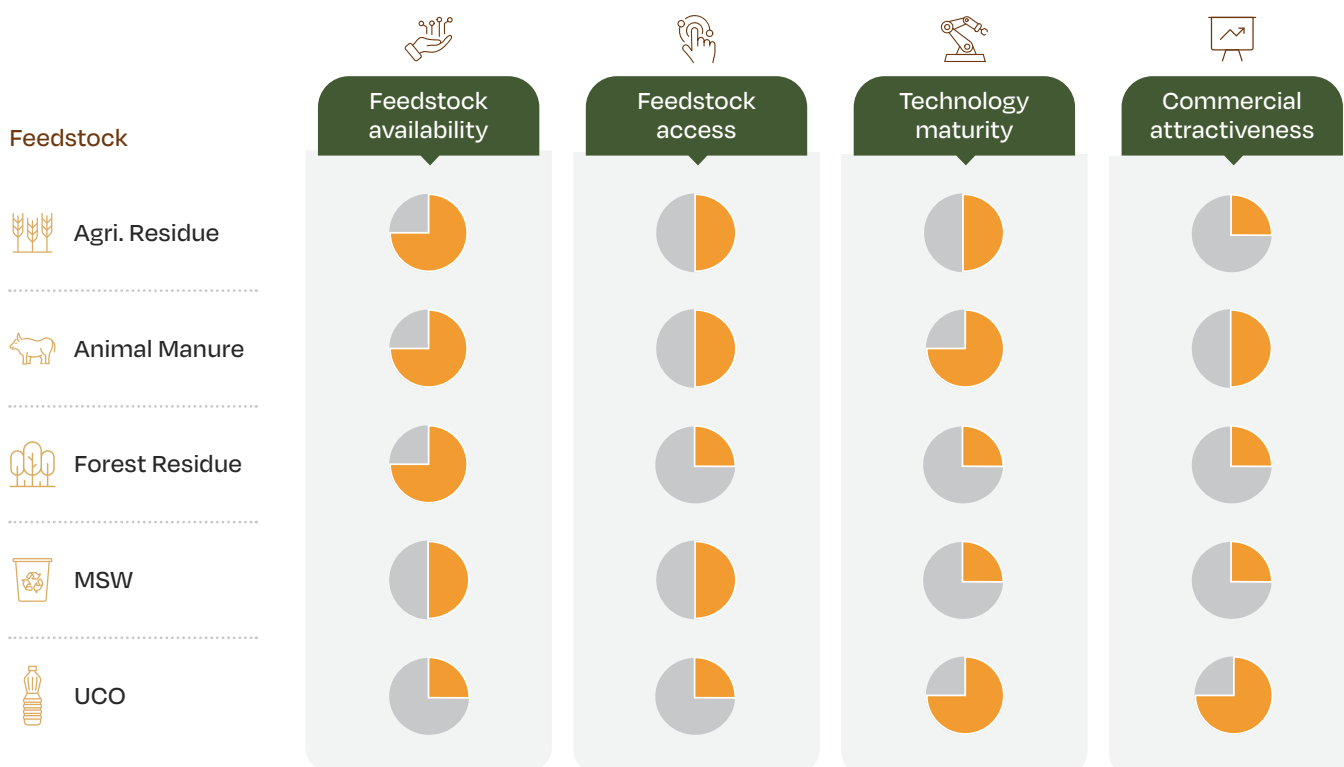 Feedstock
availability
Feedstock
access
Technology
maturity
Commercial
attractiveness
Feedstock
Agri. Residue
Animal Manure
Forest Residue
MSW
UCO